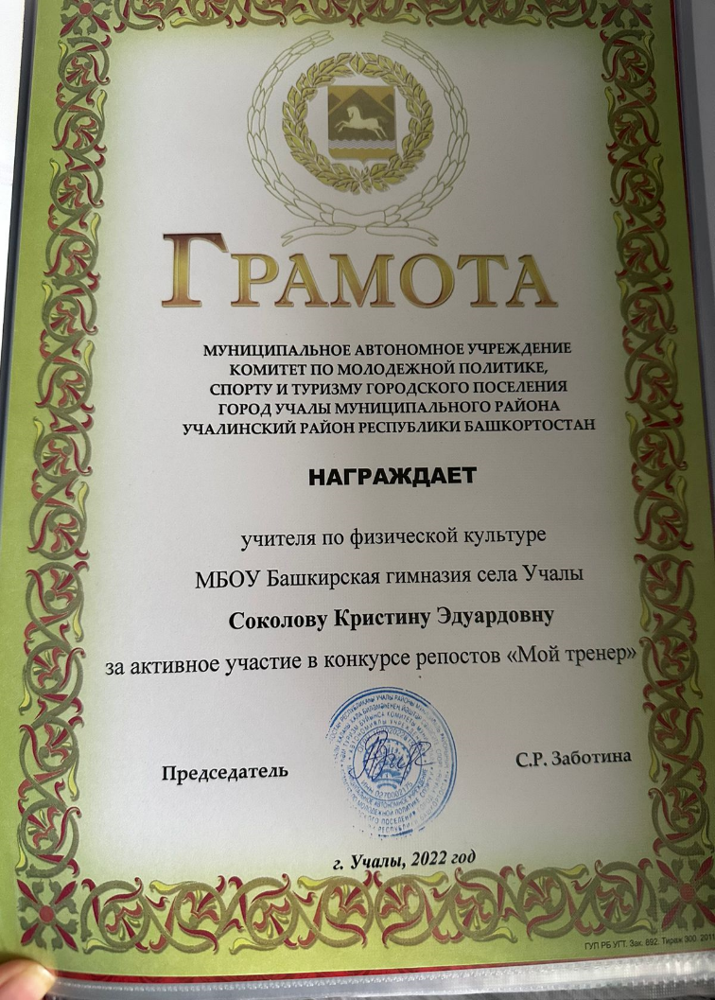 ГРАМОТА
МУНИЦИПАЛЬНОЕ АВТОНОМНОЕ УЧРЕЖДЕНИЕ
КОМИТЕТ ПО МОЛОДЕЖНОЙ ПОЛИТИКЕ,
СПОРТУ И ТУРИЗМУ ГОРОДСКОГО ПОСЕЛЕНИЯ
ГОРОД УЧАЛЫ МУНИЦИПАЛЬНОГО РАЙОНА
УЧАЛИНСКИЙ РАЙОН РЕСПУБЛИКИ БАШКОРТОСТАН
НАГРАЖДАЕТ
учителя по физической культуре
МБОУ Башкирская гимназия села Учалы
Соколову Кристину Эдуардовну
за активное участие в конкурсе репостов «Мой тренер»
Председатель
С.Р. Заботина
г. Учалы, 2022 год
ГУП РБ УГТ. Зак. 892. Тираж 300. 2011